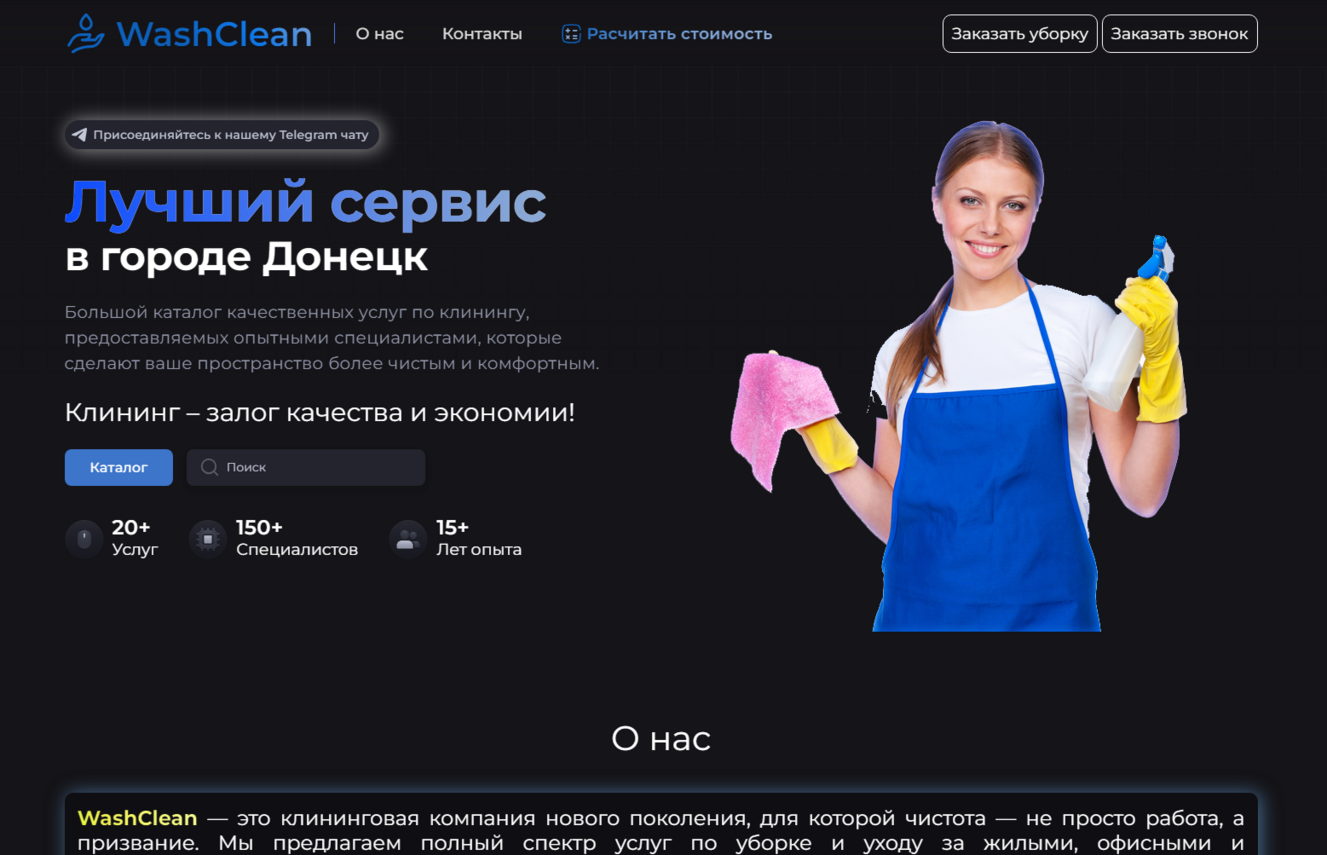 WashClean
О нас
Контакты
Расчитать стоимость
Заказать уборку
Заказать звонок
Присоединяйтесь к нашему Telegram чату
Лучший сервис
в городе Донецк
Большой каталог качественных услуг по клинингу,
предоставляемых опытными специалистами, которые
сделают ваше пространство более чистым и комфортным.
Клининг – залог качества и экономии!
Каталог
Поиск
20+
Услуг
150+
Специалистов
15+
Лет опыта
О нас
WashClean — это клининговая компания нового поколения, для которой чистота — не просто работа, а
призвание. Мы предлагаем полный спектр услуг по уборке и уходу за жилыми, офисными и